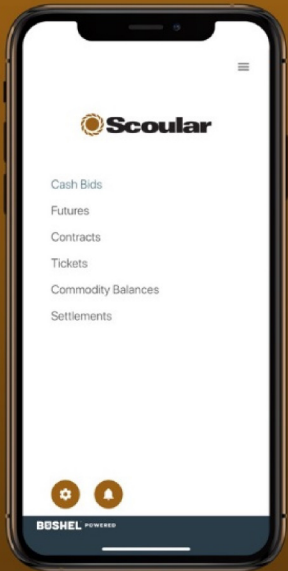 Scoular
Cash Bids
Futures
Contracts
Tickets
Commodity Balances
Settlements
BUSHEL POWERED